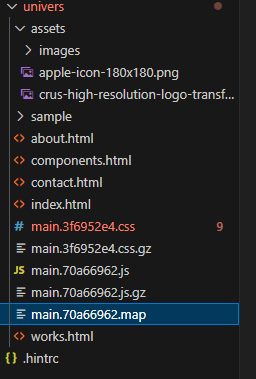 univers
assets
images
apple-icon-180x180.png
crus-high-resolution-logo-transf...
sample
about.html
components.html
contact.html
index.html
# main.3f6952e4.css 9
main.3f6952e4.css.gz
JS main.70a66962.js
main.70a66962.js.gz
main.70a66962.map
works.html
{} .hintrc